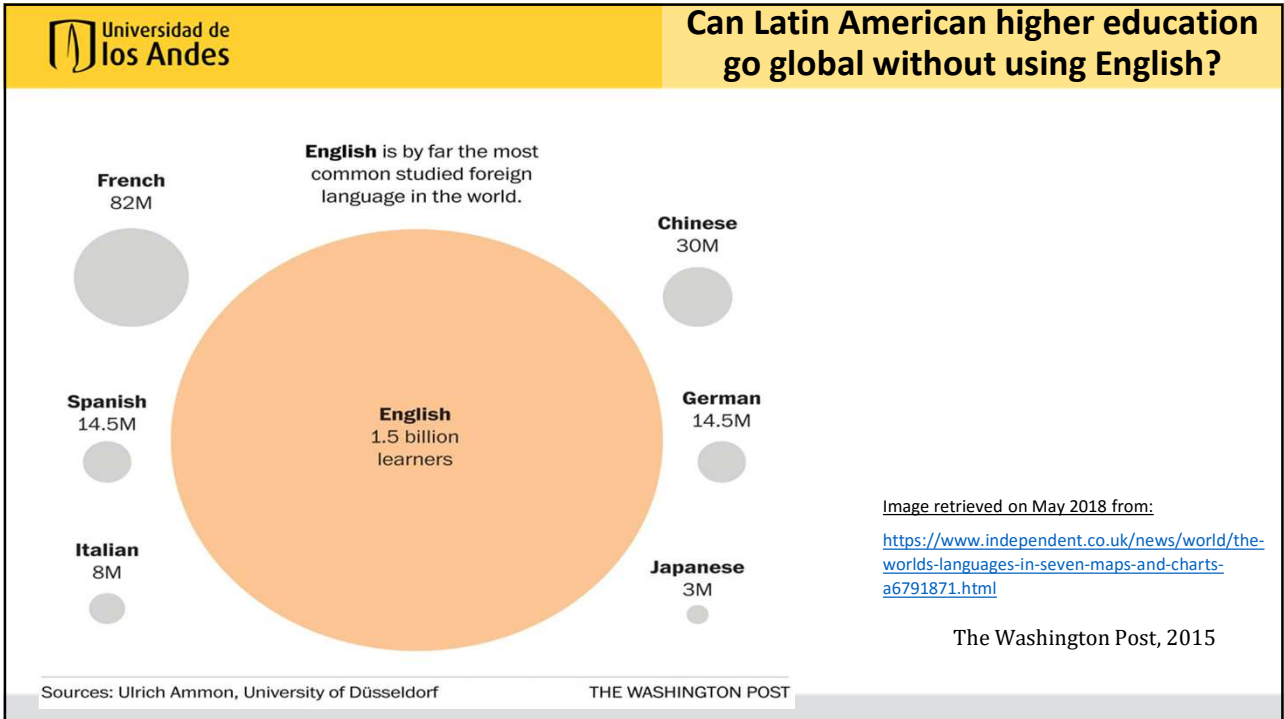 Universidad de
los Andes
Can Latin American higher education
go global without using English?
English is by far the most
common studied foreign
language in the world.
French
82M
Chinese
30M
Spanish
14.5M
English
1.5 billion
learners
German
14.5M
Italian
8M
Japanese
3M
Image retrieved on May 2018 from:
https://www.independent.co.uk/news/world/the-
worlds-languages-in-seven-maps-and-charts-
a6791871.html
The Washington Post, 2015
Sources: Ulrich Ammon, University of Düsseldorf
THE WASHINGTON POST